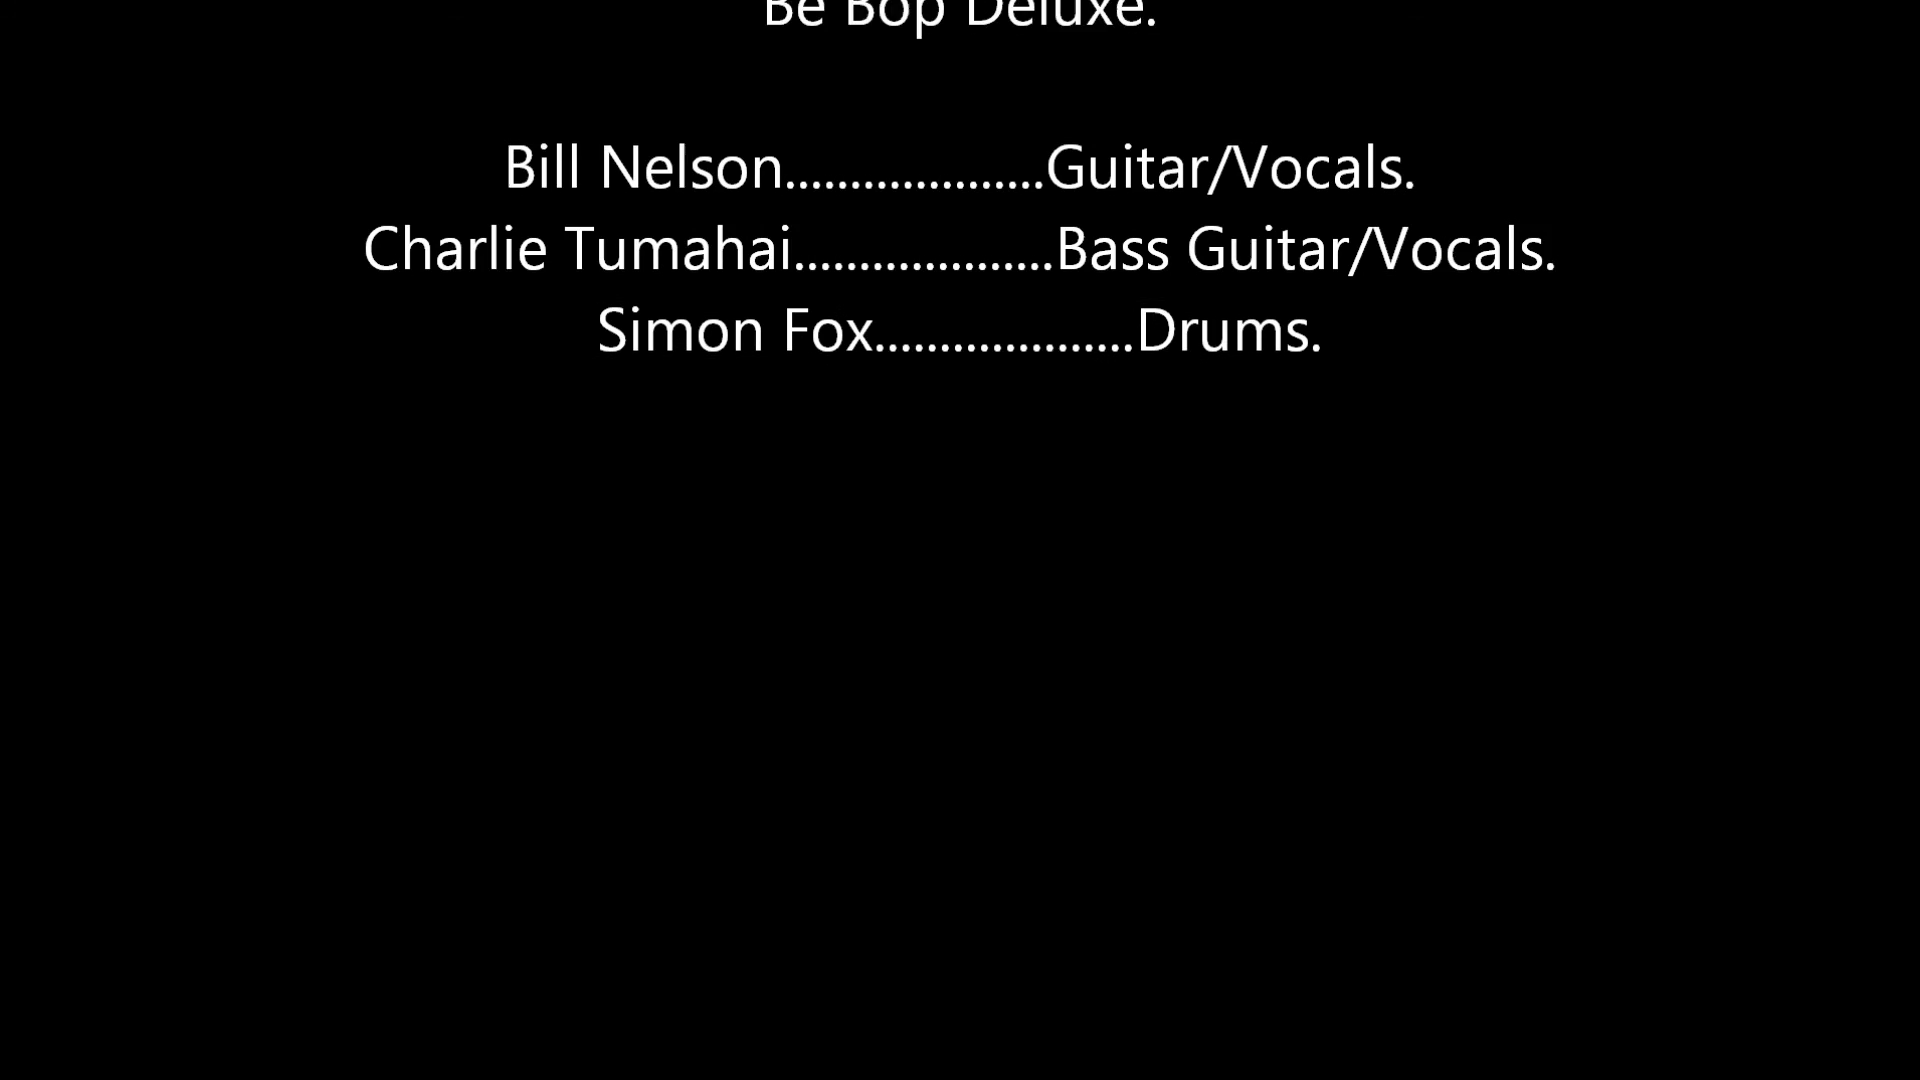 Be Bop Deluxe.
Bill Nelson....................Guitar/Vocals.
Charlie Tumahai....................Bass Guitar/Vocals.
Simon Fox....................Drums.